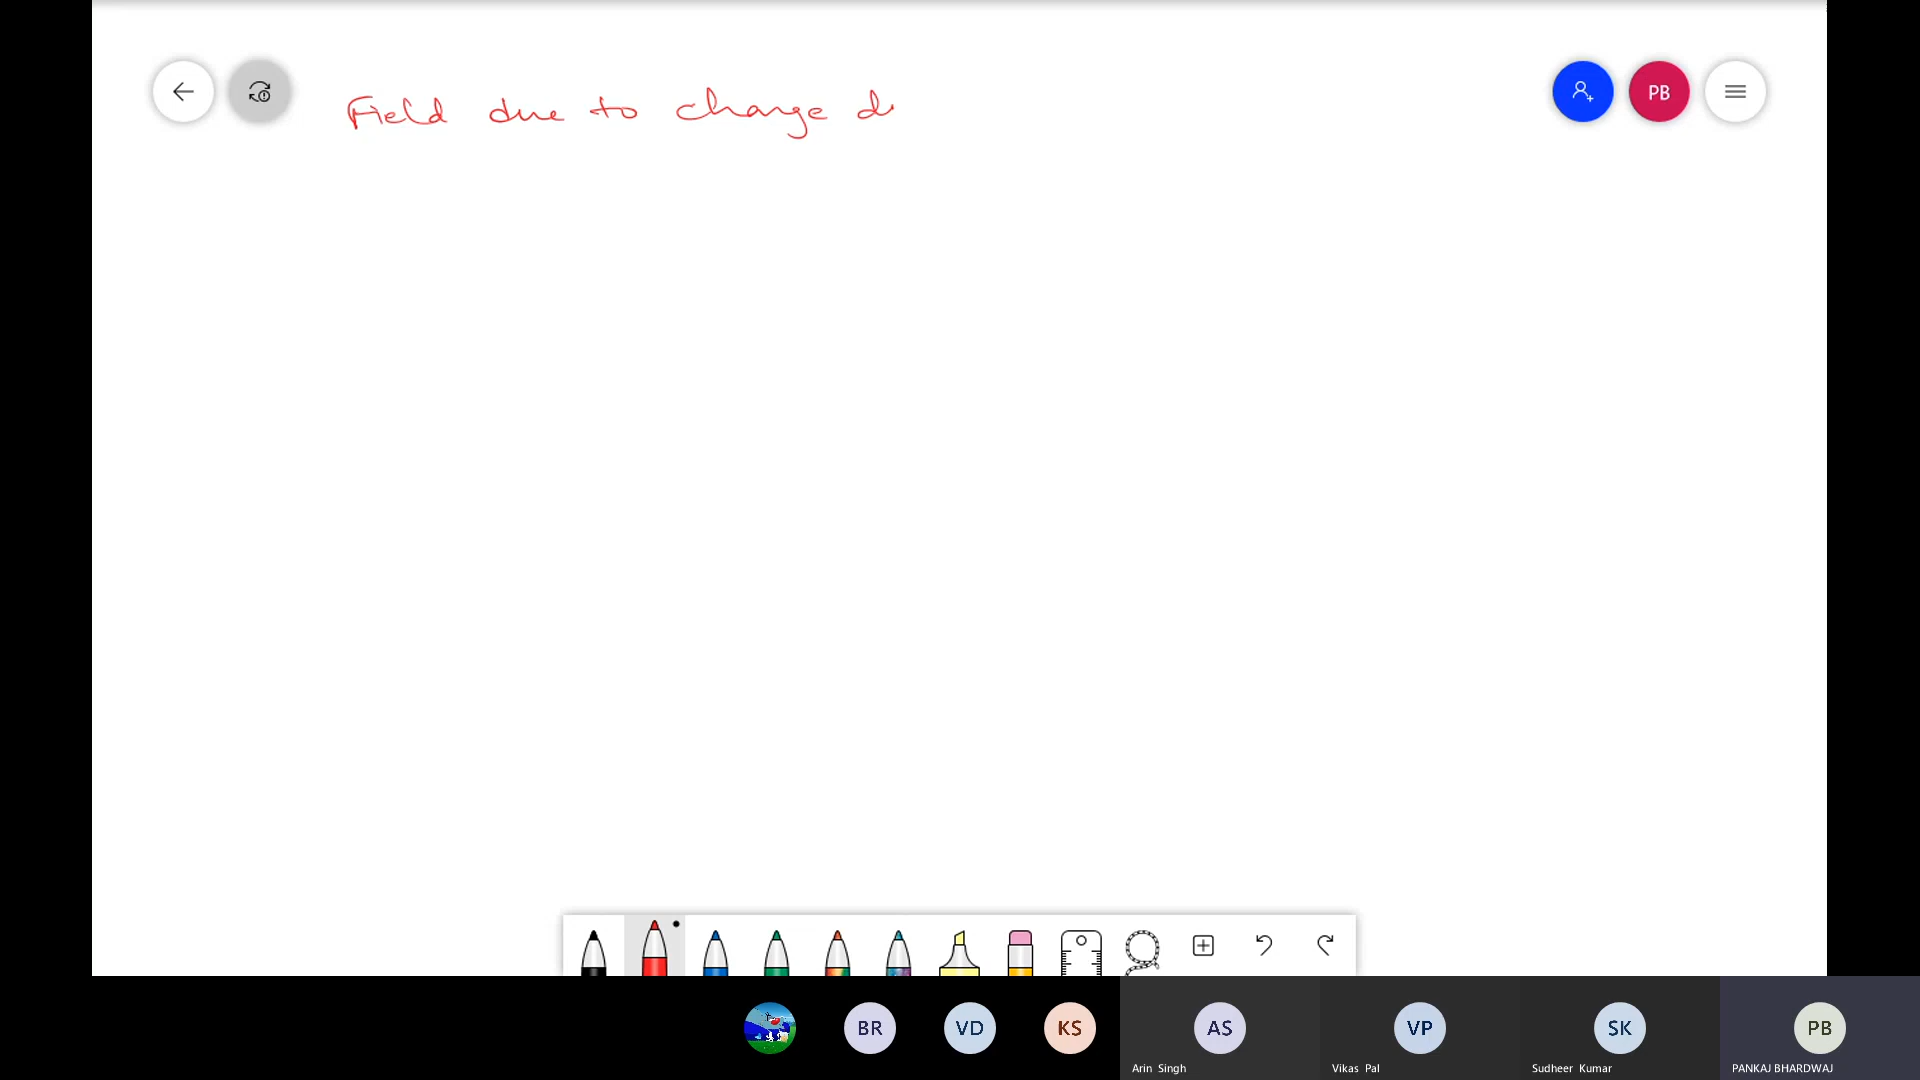 Field due to charge d
PB
BR
VD
KS
AS
VP
SK
PB
Arin Singh
Vikas Pal
Sudheer Kumar
PANKAJ BHARDWAJ